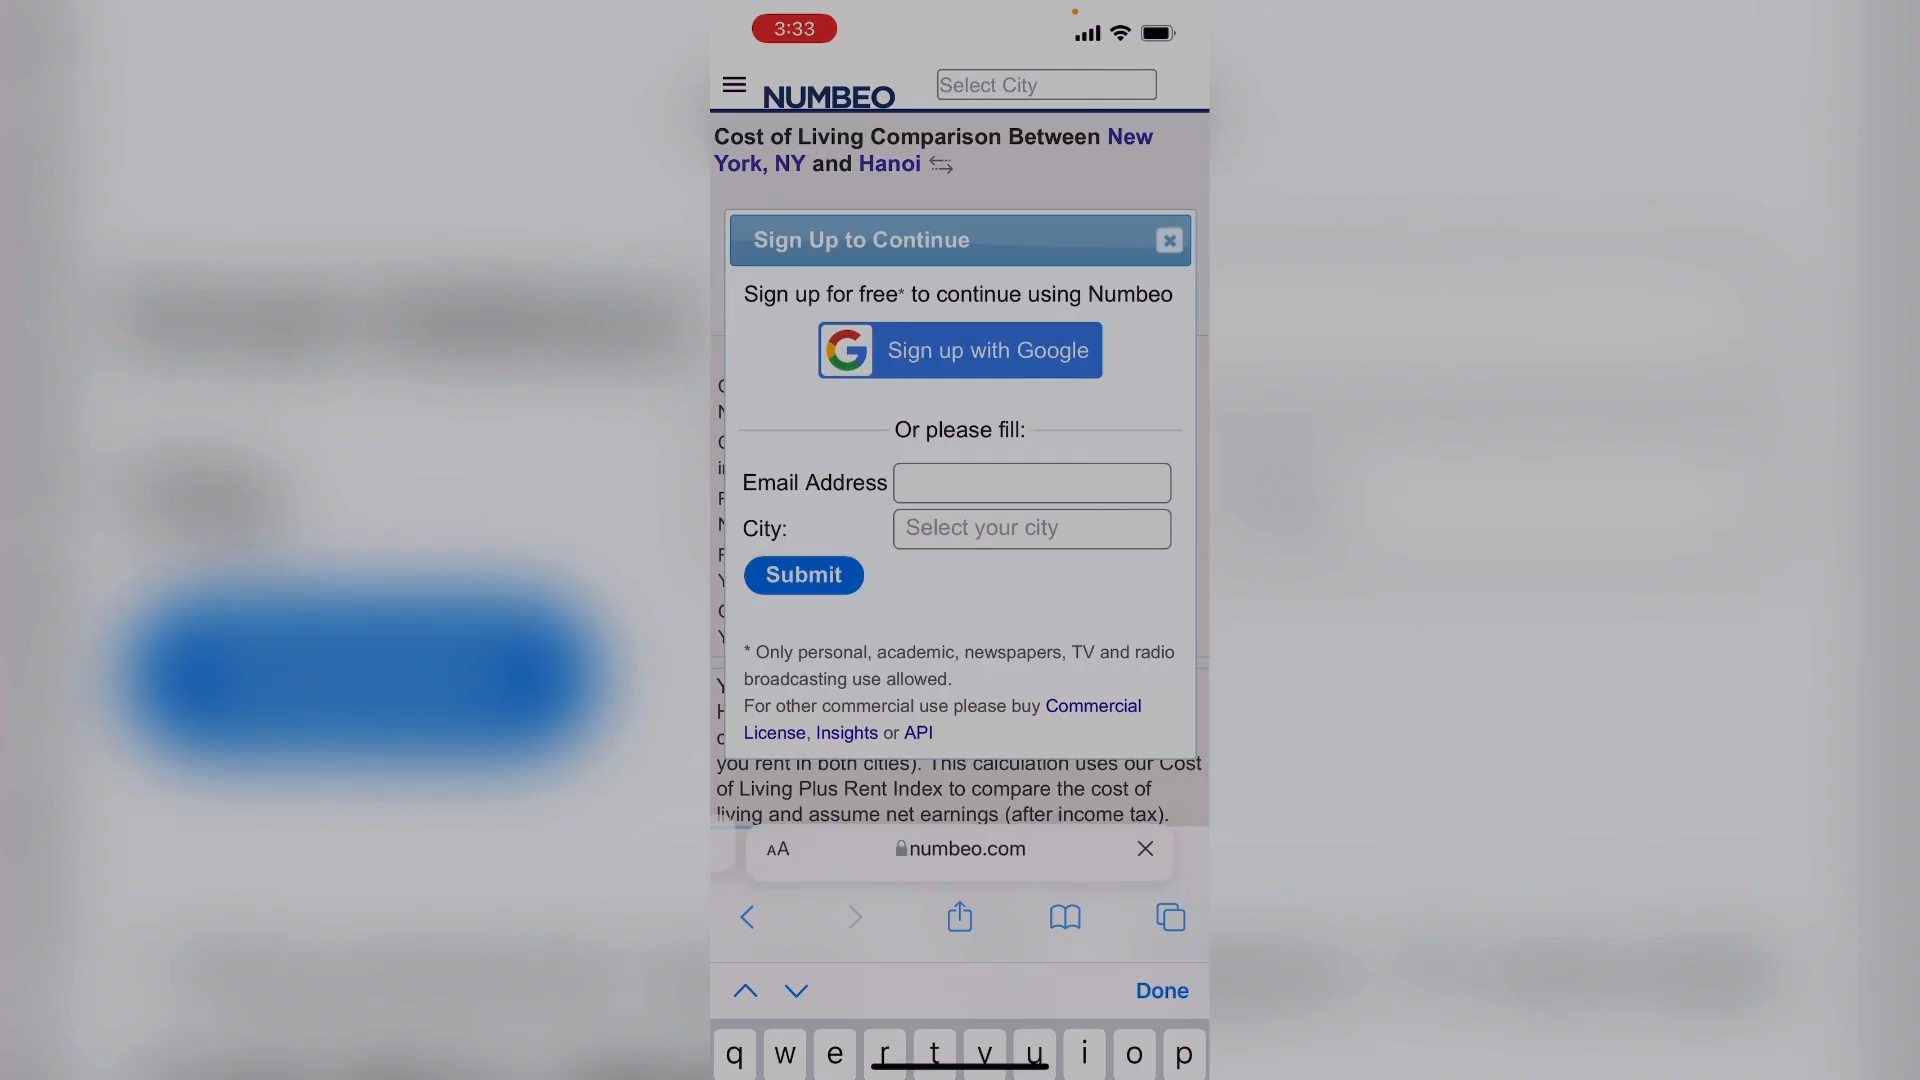 3:33
NUMBEO
Select City
Cost of Living Comparison Between New
York, NY and Hanoi
Sign Up to Continue
Sign up for free* to continue using Numbeo
Sign up with Google
Or please fill:
Email Address
City:
Select your city
Submit
* Only personal, academic, newspapers, TV and radio
broadcasting use allowed.
For other commercial use please buy Commercial
License, Insights or API
you rent in both cities). This calculation uses our Cost
of Living Plus Rent Index to compare the cost of
living and assume net earnings (after income tax).
AA
numbeo.com
Done
q w e r t y u i o p